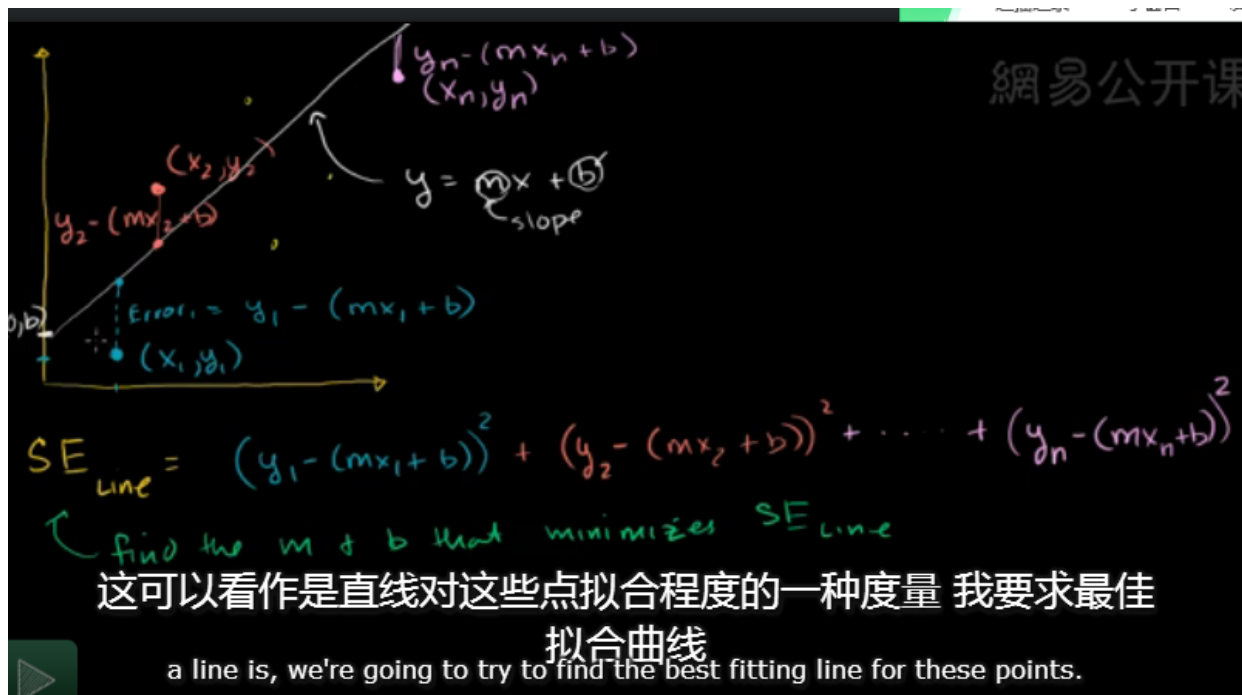 yₙ - (mxₙ + b)
(xₙ, yₙ)
網易公开课
(x₂, y₂)
y = mx + b
slope
y₂ - (mx₂ + b)
Error₁ = y₁ - (mx₁ + b)
,b)
(x₁, y₁)
SE Line = (y₁ - (mx₁ + b))² + (y₂ - (mx₂ + b))² + ····· + (yₙ - (mxₙ + b))²
find the m & b that minimizes SE Line
这可以看作是直线对这些点拟合程度的一种度量 我要求最佳
拟合曲线
a line is, we're going to try to find the best fitting line for these points.